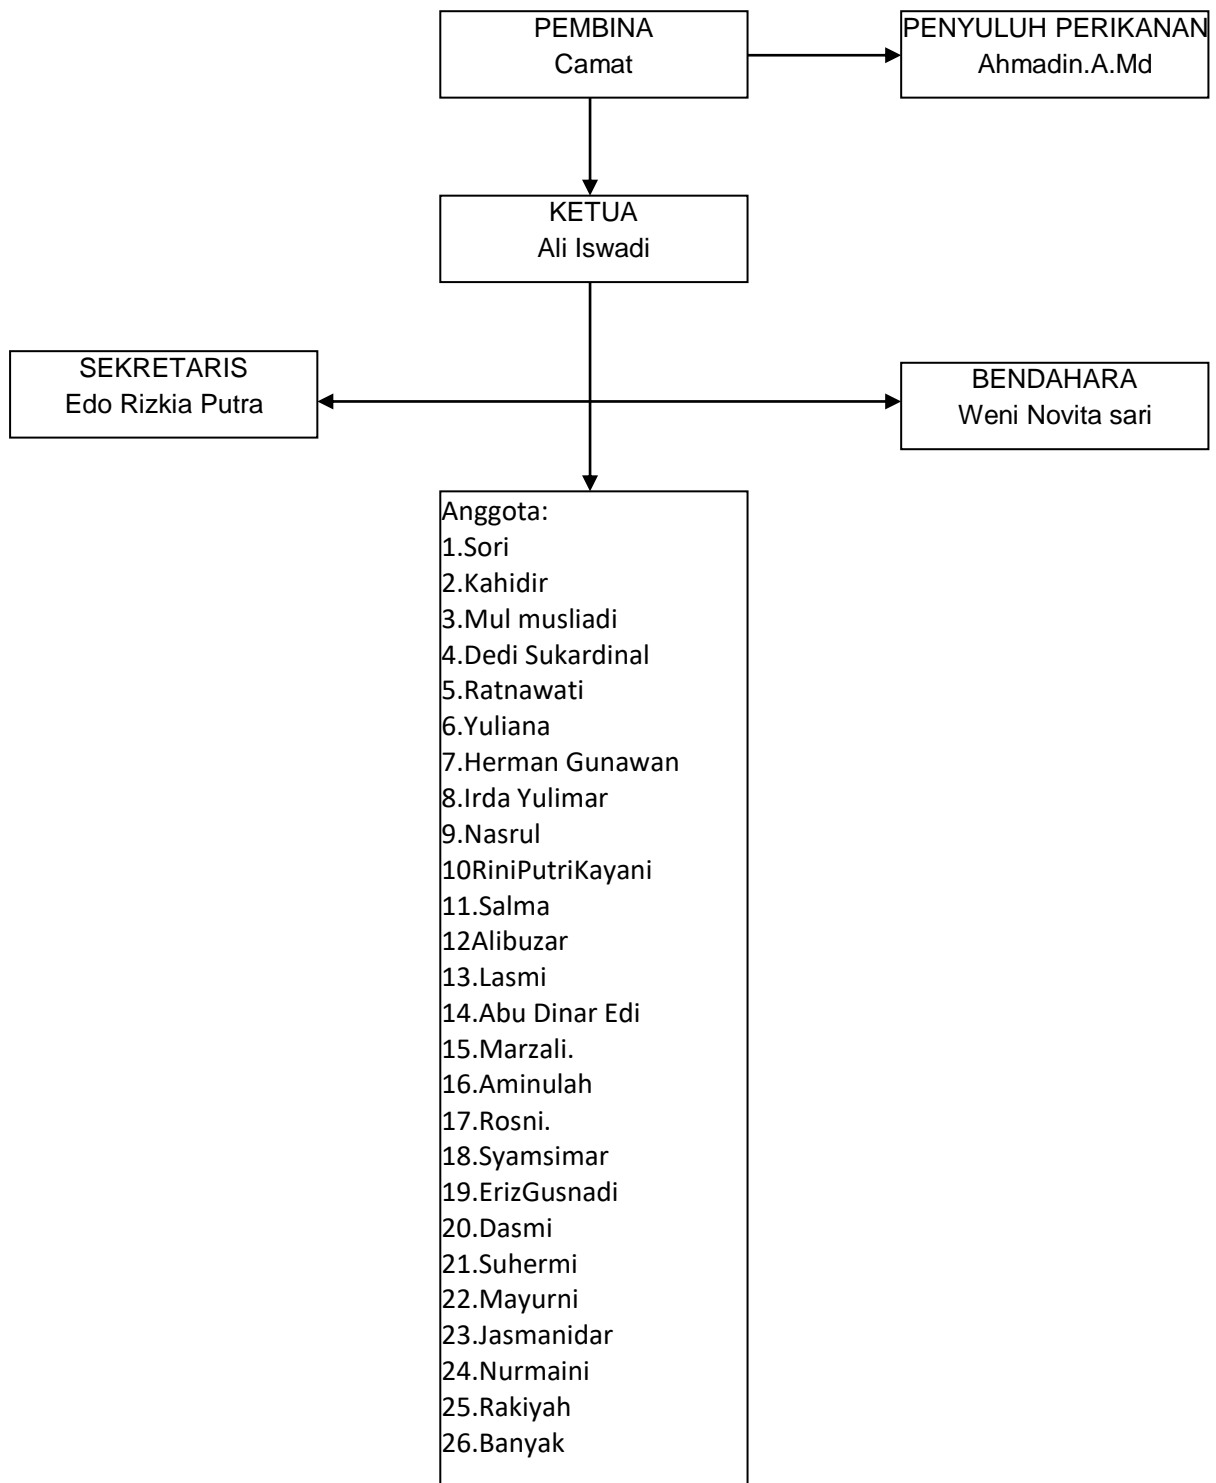 PEMBINA
Camat
PENYULUH PERIKANAN
Ahmadin.A.Md
KETUA
Ali Iswadi
SEKRETARIS
Edo Rizkia Putra
BENDAHARA
Weni Novita sari
Anggota:
1.Sori
2.Kahidir
3.Mul musliadi
4.Dedi Sukardinal
5.Ratnawati
6.Yuliana
7.Herman Gunawan
8.Irda Yulimar
9.Nasrul
10RiniPutriKayani
11.Salma
12Alibuzar
13.Lasmi
14.Abu Dinar Edi
15.Marzali.
16.Aminulah
17.Rosni.
18.Syamsimar
19.ErizGusnadi
20.Dasmi
21.Suhermi
22.Mayurni
23.Jasmanidar
24.Nurmaini
25.Rakiyah
26.Banyak